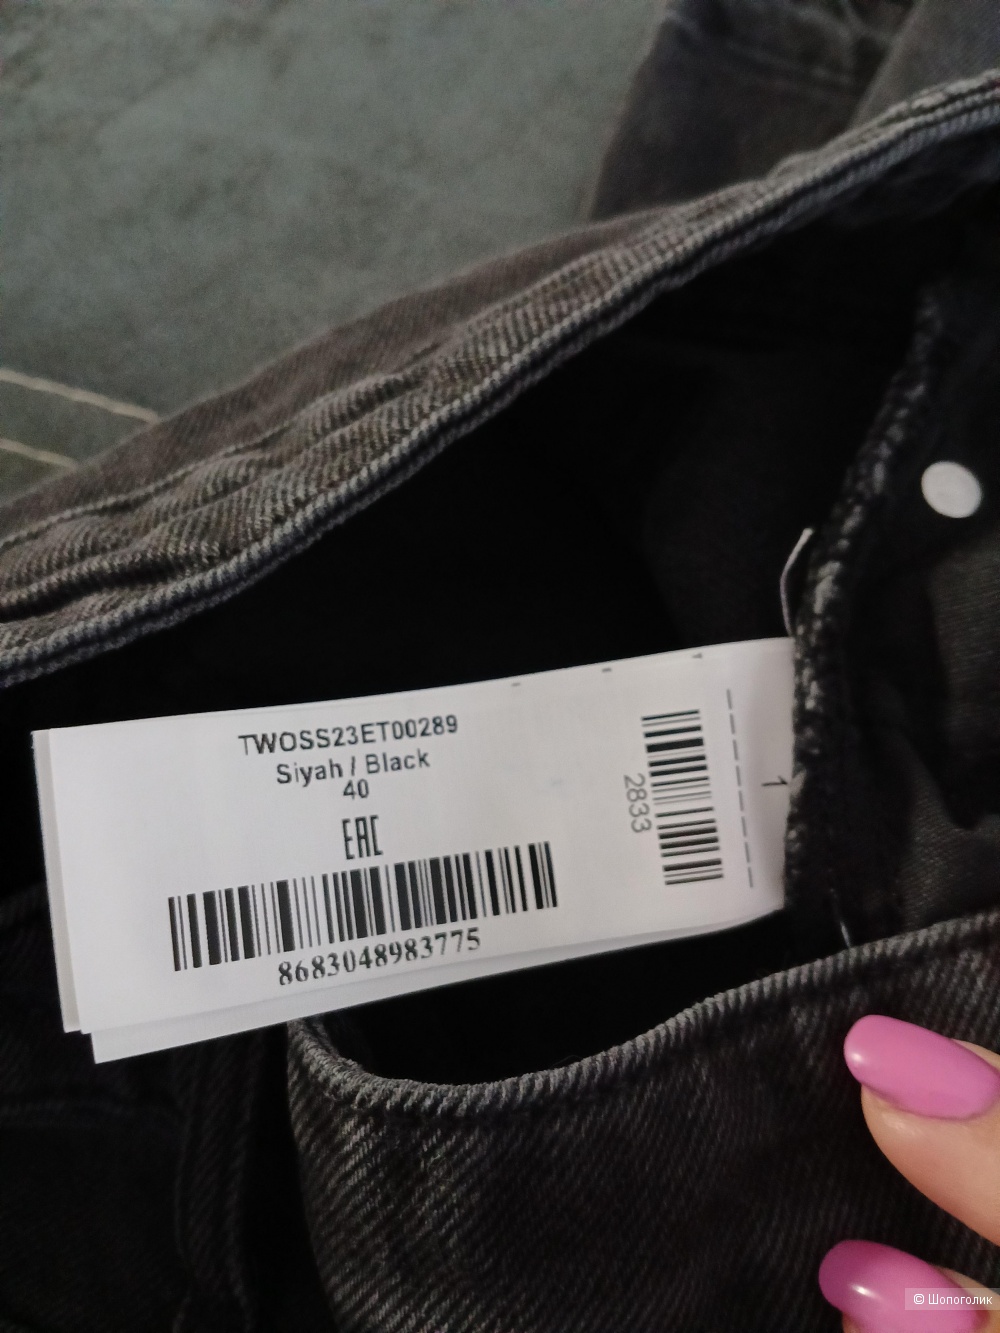 TWOSS23ET00289
Siyah / Black
40
EAC
8683048983775
2833
1
© Шопоголик